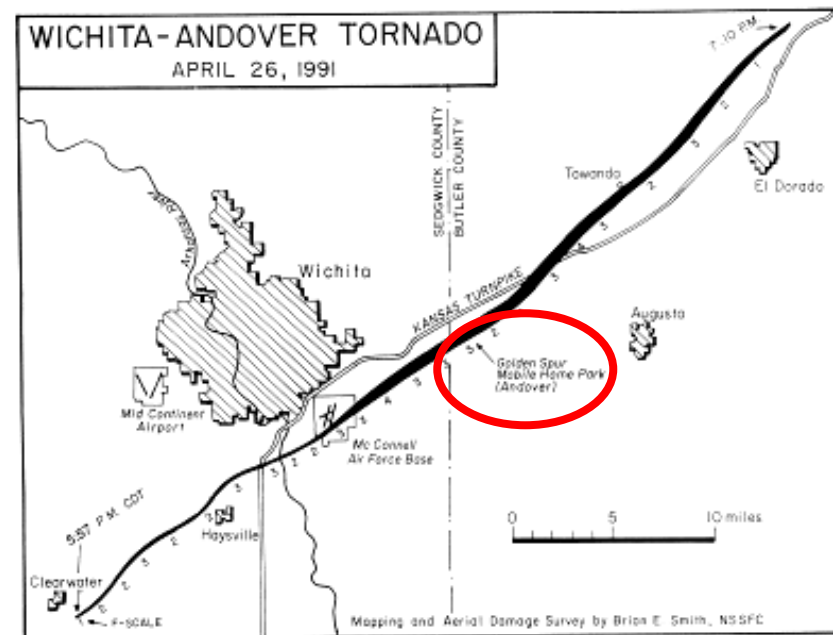 WICHITA-ANDOVER TORNADO
APRIL 26, 1991
7:10 P.M.
SEDGWICK COUNTY
BUTLER COUNTY
Towanda
El Dorado
Arkansas River
Wichita
KANSAS TURNPIKE
Augusta
Golden Spur
Mobile Home Park
(Andover)
Mid Continent
Airport
Mc Connell
Air Force Base
5:57 P.M. CDT
Haysville
0 5 10 miles
Clearwater
F-SCALE
Mapping and Aerial Damage Survey by Brian E. Smith, NSSFC